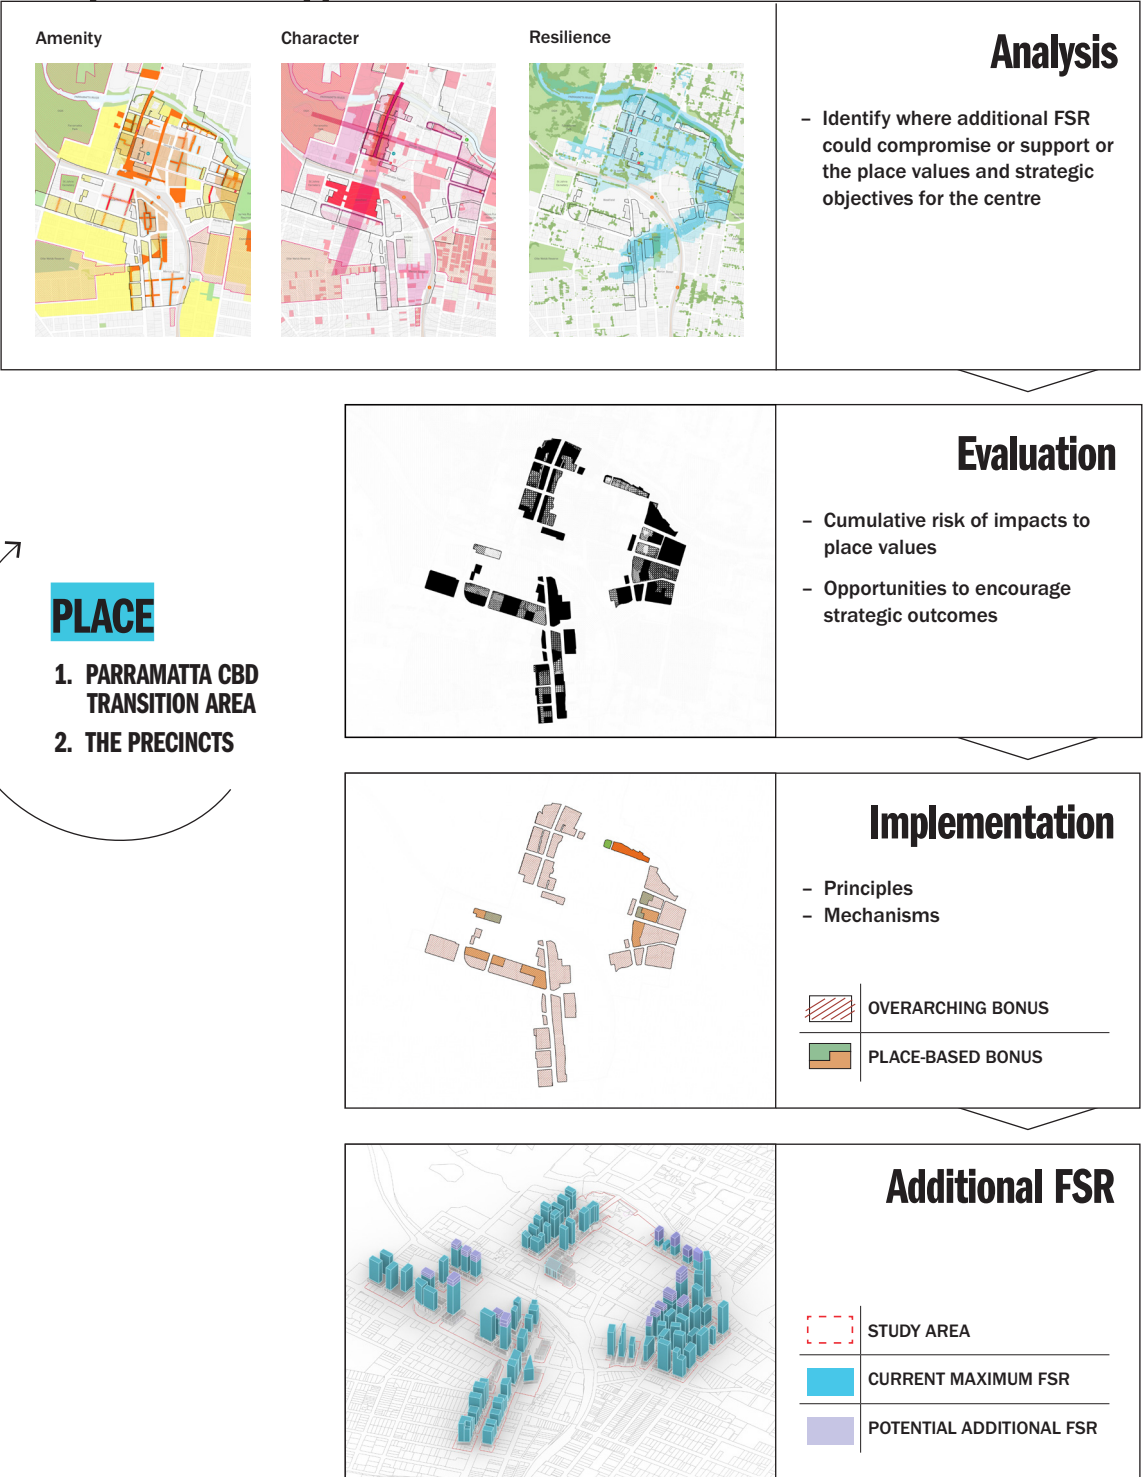 Amenity
Character
Resilience
Analysis
– Identify where additional FSR
could compromise or support or
the place values and strategic
objectives for the centre
Evaluation
– Cumulative risk of impacts to
place values
– Opportunities to encourage
strategic outcomes
PLACE
1. PARRAMATTA CBD
TRANSITION AREA
2. THE PRECINCTS
Implementation
– Principles
– Mechanisms
OVERARCHING BONUS
PLACE-BASED BONUS
Additional FSR
STUDY AREA
CURRENT MAXIMUM FSR
POTENTIAL ADDITIONAL FSR